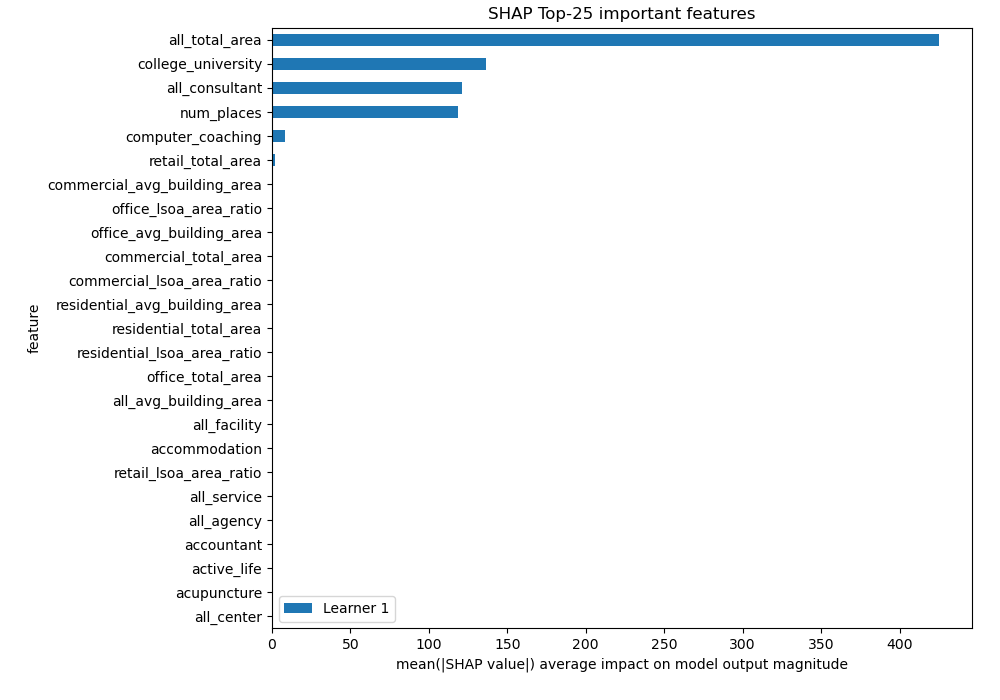 SHAP Top-25 important features
all_total_area
college_university
all_consultant
num_places
computer_coaching
retail_total_area
commercial_avg_building_area
office_lsoa_area_ratio
office_avg_building_area
commercial_total_area
commercial_lsoa_area_ratio
residential_avg_building_area
residential_total_area
residential_lsoa_area_ratio
office_total_area
all_avg_building_area
all_facility
accommodation
retail_lsoa_area_ratio
all_service
all_agency
accountant
active_life
acupuncture
all_center
feature
Learner 1
0 50 100 150 200 250 300 350 400
mean(|SHAP value|) average impact on model output magnitude